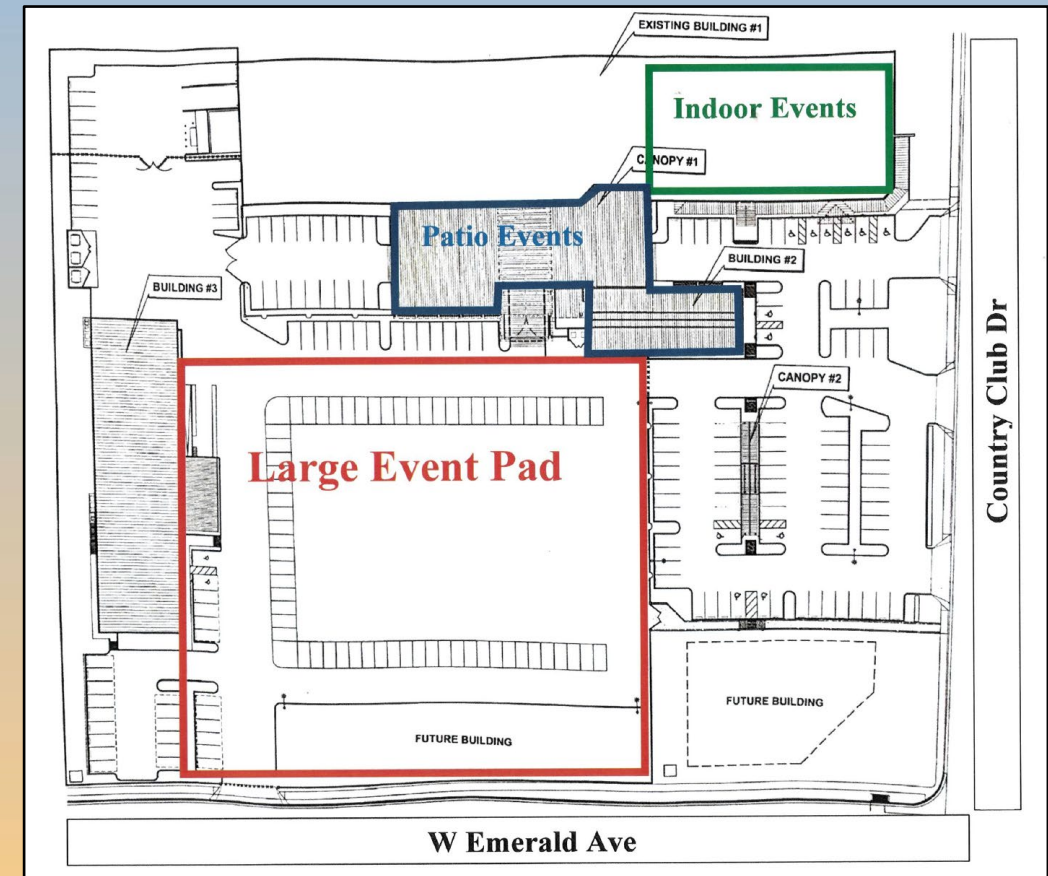 EXISTING BUILDING #1
Indoor Events
CANOPY #1
Patio Events
BUILDING #2
BUILDING #3
CANOPY #2
Large Event Pad
Country Club Dr
FUTURE BUILDING
FUTURE BUILDING
W Emerald Ave